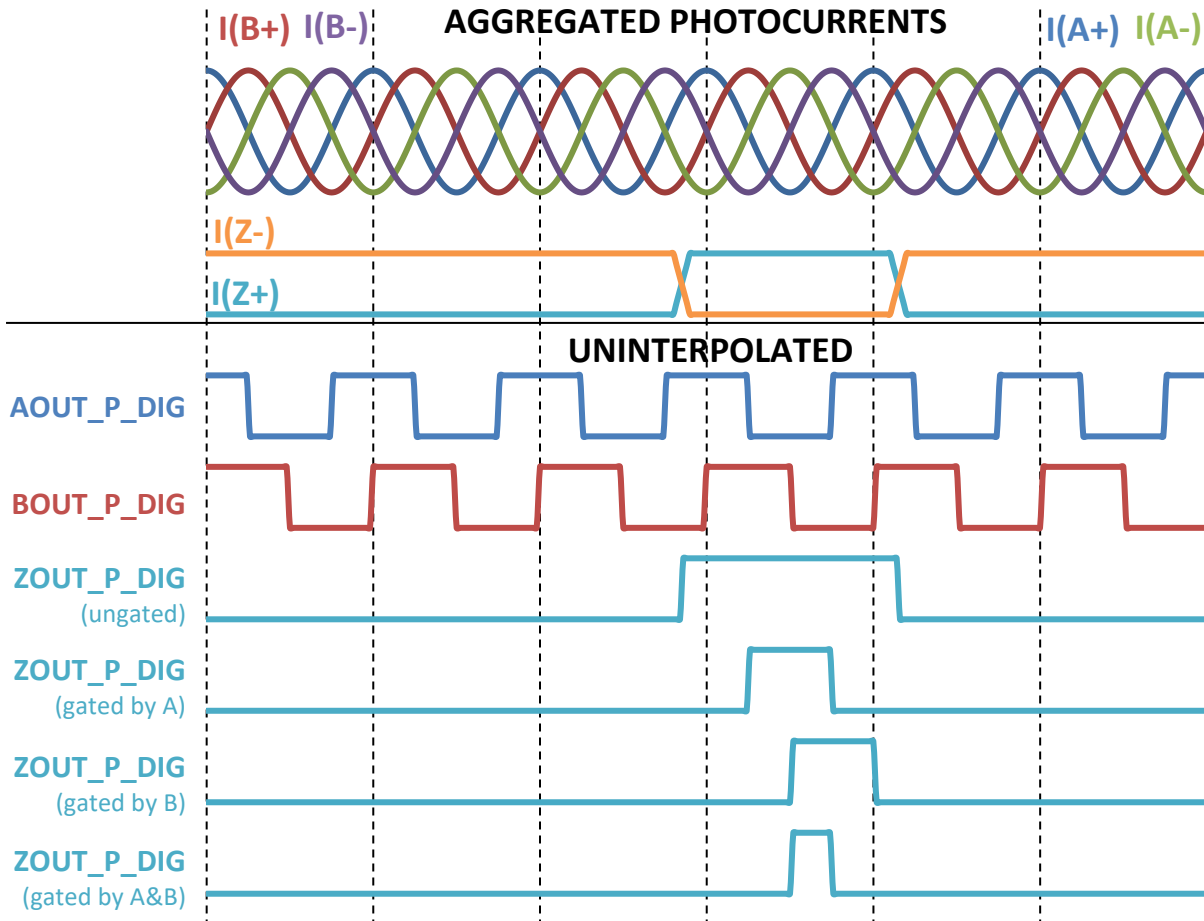 I(B+) I(B-) AGGREGATED PHOTOCURRENTS I(A+) I(A-)
I(Z-)
I(Z+)
UNINTERPOLATED
AOUT_P_DIG
BOUT_P_DIG
ZOUT_P_DIG
(ungated)
ZOUT_P_DIG
(gated by A)
ZOUT_P_DIG
(gated by B)
ZOUT_P_DIG
(gated by A&B)